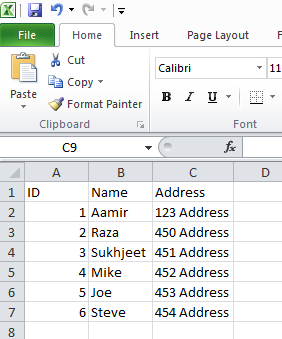 File Home Insert Page Layout
Cut
Copy
Format Painter
Paste
Clipboard
Calibri 11
B I U
Font
C9 fx
A B C D
1 ID Name Address
2 1 Aamir 123 Address
3 2 Raza 450 Address
4 3 Sukhjeet 451 Address
5 4 Mike 452 Address
6 5 Joe 453 Address
7 6 Steve 454 Address
8